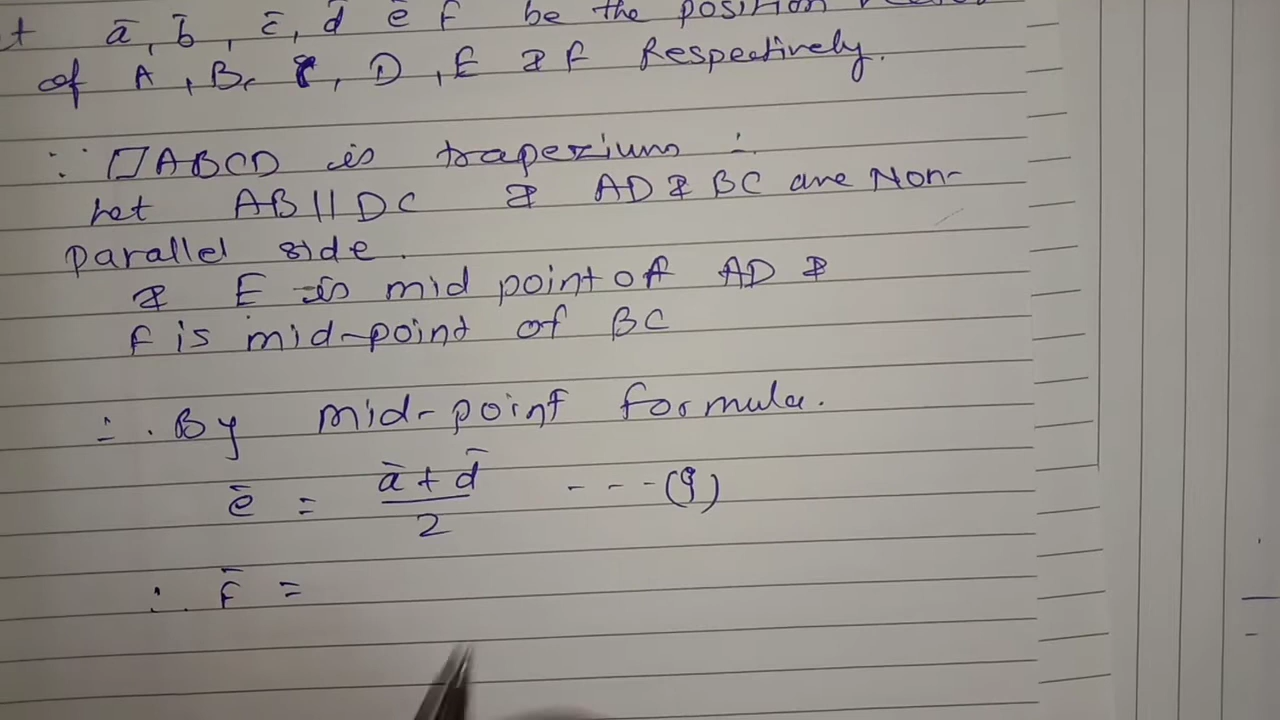 ā, b̄, c̄, d̄ ē F̄ be the position
of A, B, C, D, E & F Respectively.
∵ □ABCD is trapezium ∴
Let AB || DC & AD & BC are Non-
parallel side.
& E is mid point of AD &
F is mid-point of BC
∴ By mid-point formula.
ē = (ā + d̄)/2 - - - (i)
∴ F̄ =